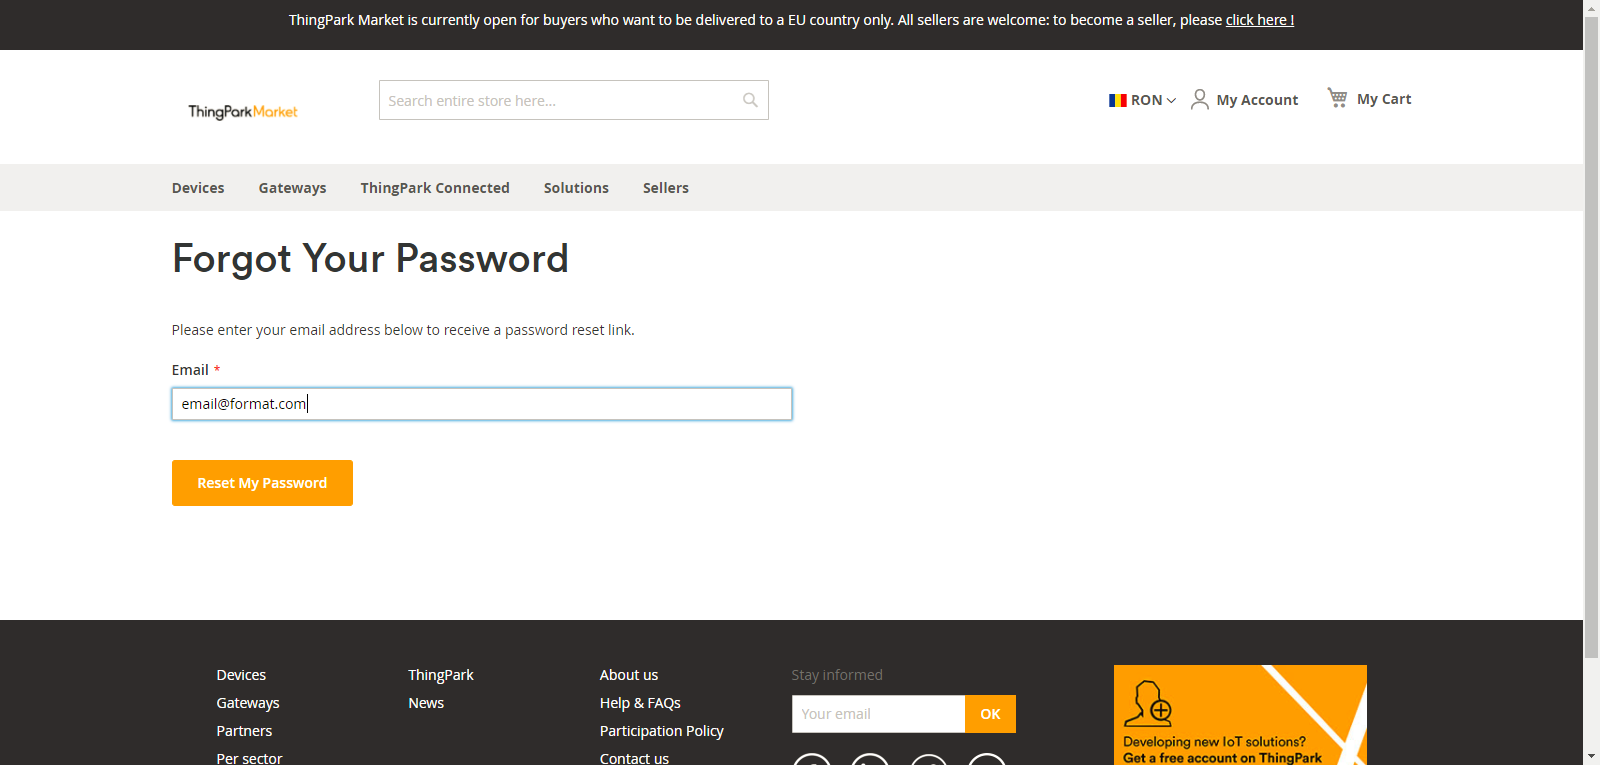 ThingPark Market is currently open for buyers who want to be delivered to a EU country only. All sellers are welcome: to become a seller, please click here !
ThingParkMarket
Search entire store here...
RON
My Account
My Cart
Devices
Gateways
ThingPark Connected
Solutions
Sellers
Forgot Your Password
Please enter your email address below to receive a password reset link.
Email *
email@format.com
Reset My Password
Devices
Gateways
Partners
Per sector
ThingPark
News
About us
Help & FAQs
Participation Policy
Contact us
Stay informed
Your email
OK
Developing new IoT solutions?
Get a free account on ThingPark